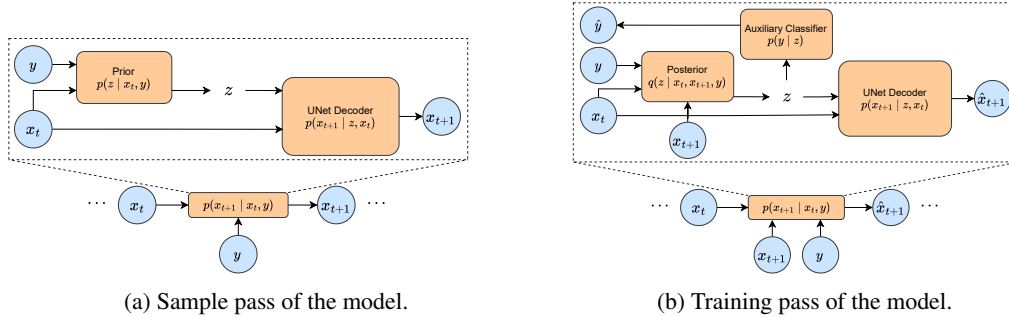 y
Prior
p(z | x_t, y)
z
UNet Decoder
p(x_{t+1} | z, x_t)
x_t
x_{t+1}
⋯
x_t
p(x_{t+1} | x_t, y)
x_{t+1}
⋯
y
(a) Sample pass of the model.
ŷ
Auxiliary Classifier
p(y | z)
y
Posterior
q(z | x_t, x_{t+1}, y)
z
UNet Decoder
p(x_{t+1} | z, x_t)
x̂_{t+1}
x_t
x_{t+1}
⋯
x_t
p(x_{t+1} | x_t, y)
x̂_{t+1}
⋯
x_{t+1}
y
(b) Training pass of the model.